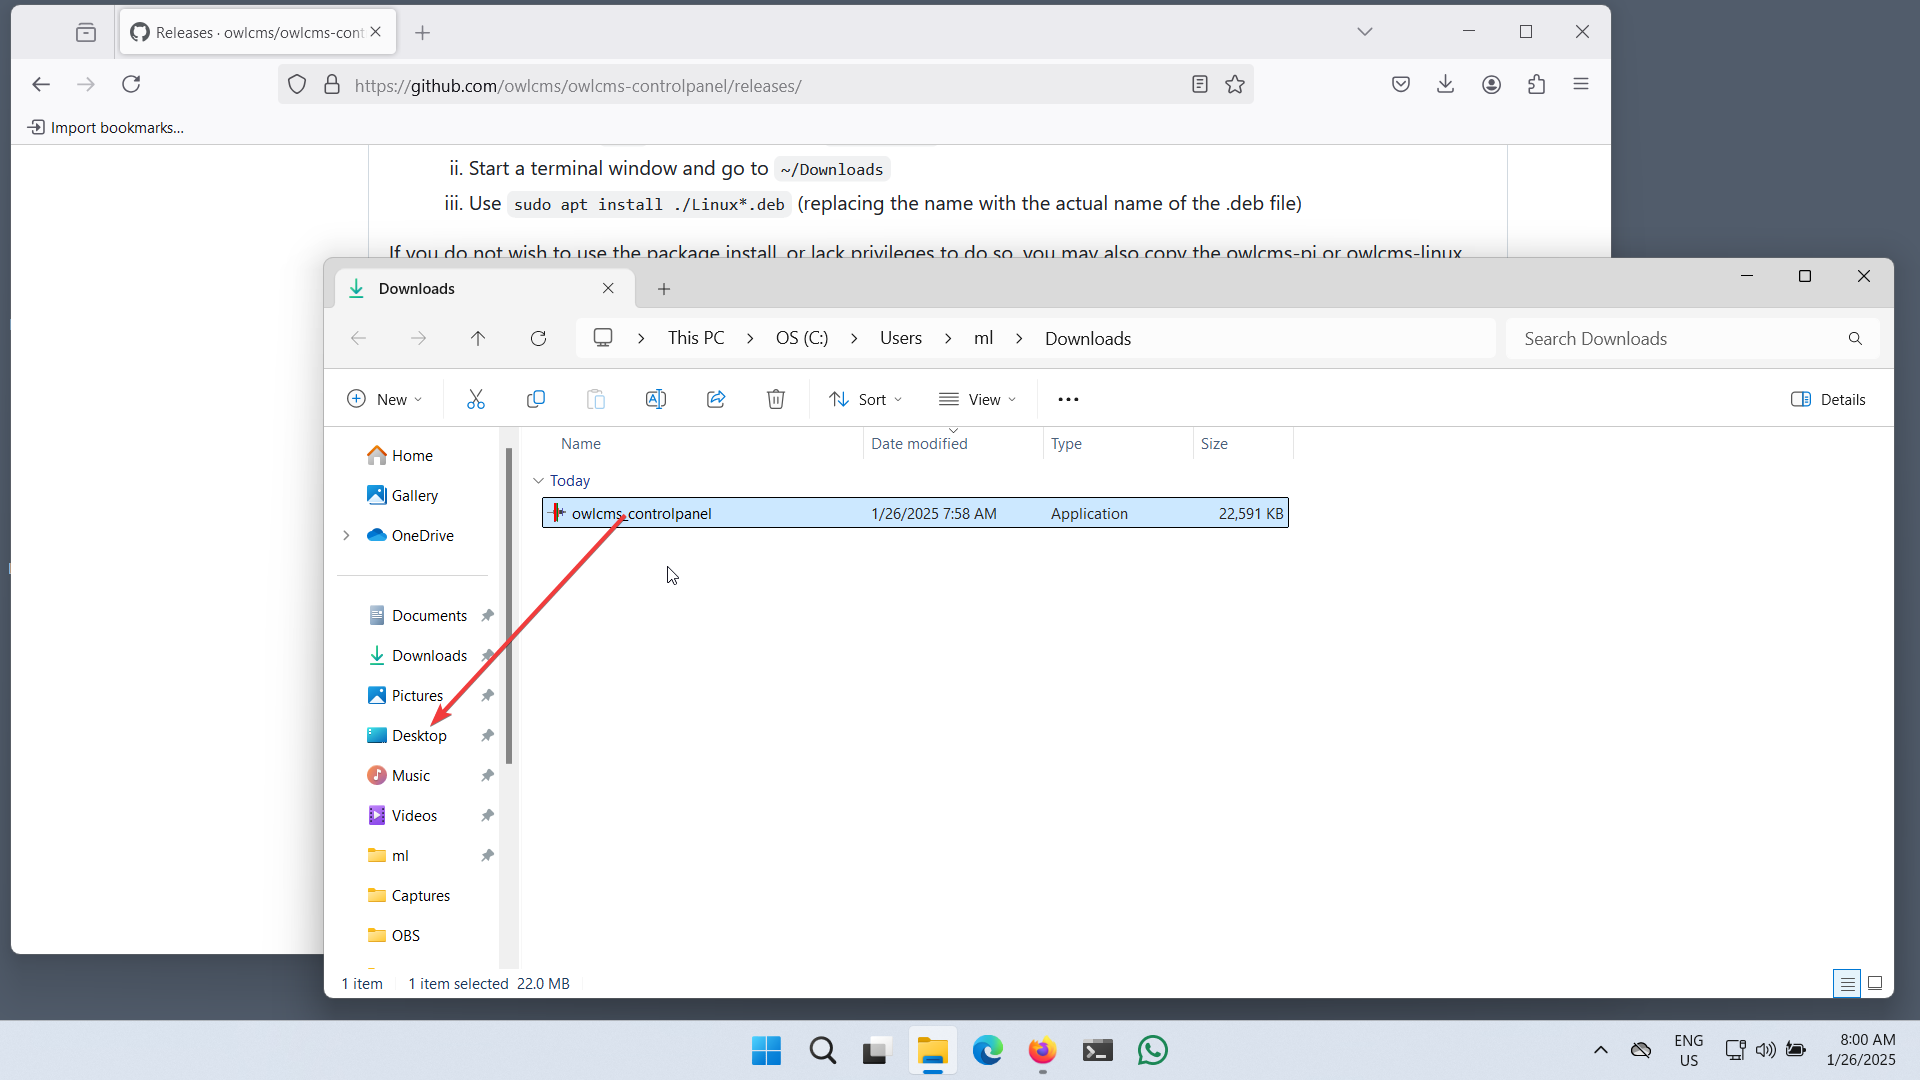 Releases · owlcms/owlcms-cont
https://github.com/owlcms/owlcms-controlpanel/releases/
Import bookmarks...
ii. Start a terminal window and go to ~/Downloads
iii. Use sudo apt install ./Linux*.deb (replacing the name with the actual name of the .deb file)
If you do not wish to use the package install, or lack privileges to do so, you may also copy the owlcms-pi or owlcms-linux
Downloads
This PC
OS (C:)
Users
ml
Downloads
Search Downloads
New
Sort
View
Details
Name
Date modified
Type
Size
Home
Gallery
OneDrive
Documents
Downloads
Pictures
Desktop
Music
Videos
ml
Captures
OBS
Today
owlcms_controlpanel
1/26/2025 7:58 AM
Application
22,591 KB
1 item
1 item selected 22.0 MB
ENG
US
8:00 AM
1/26/2025